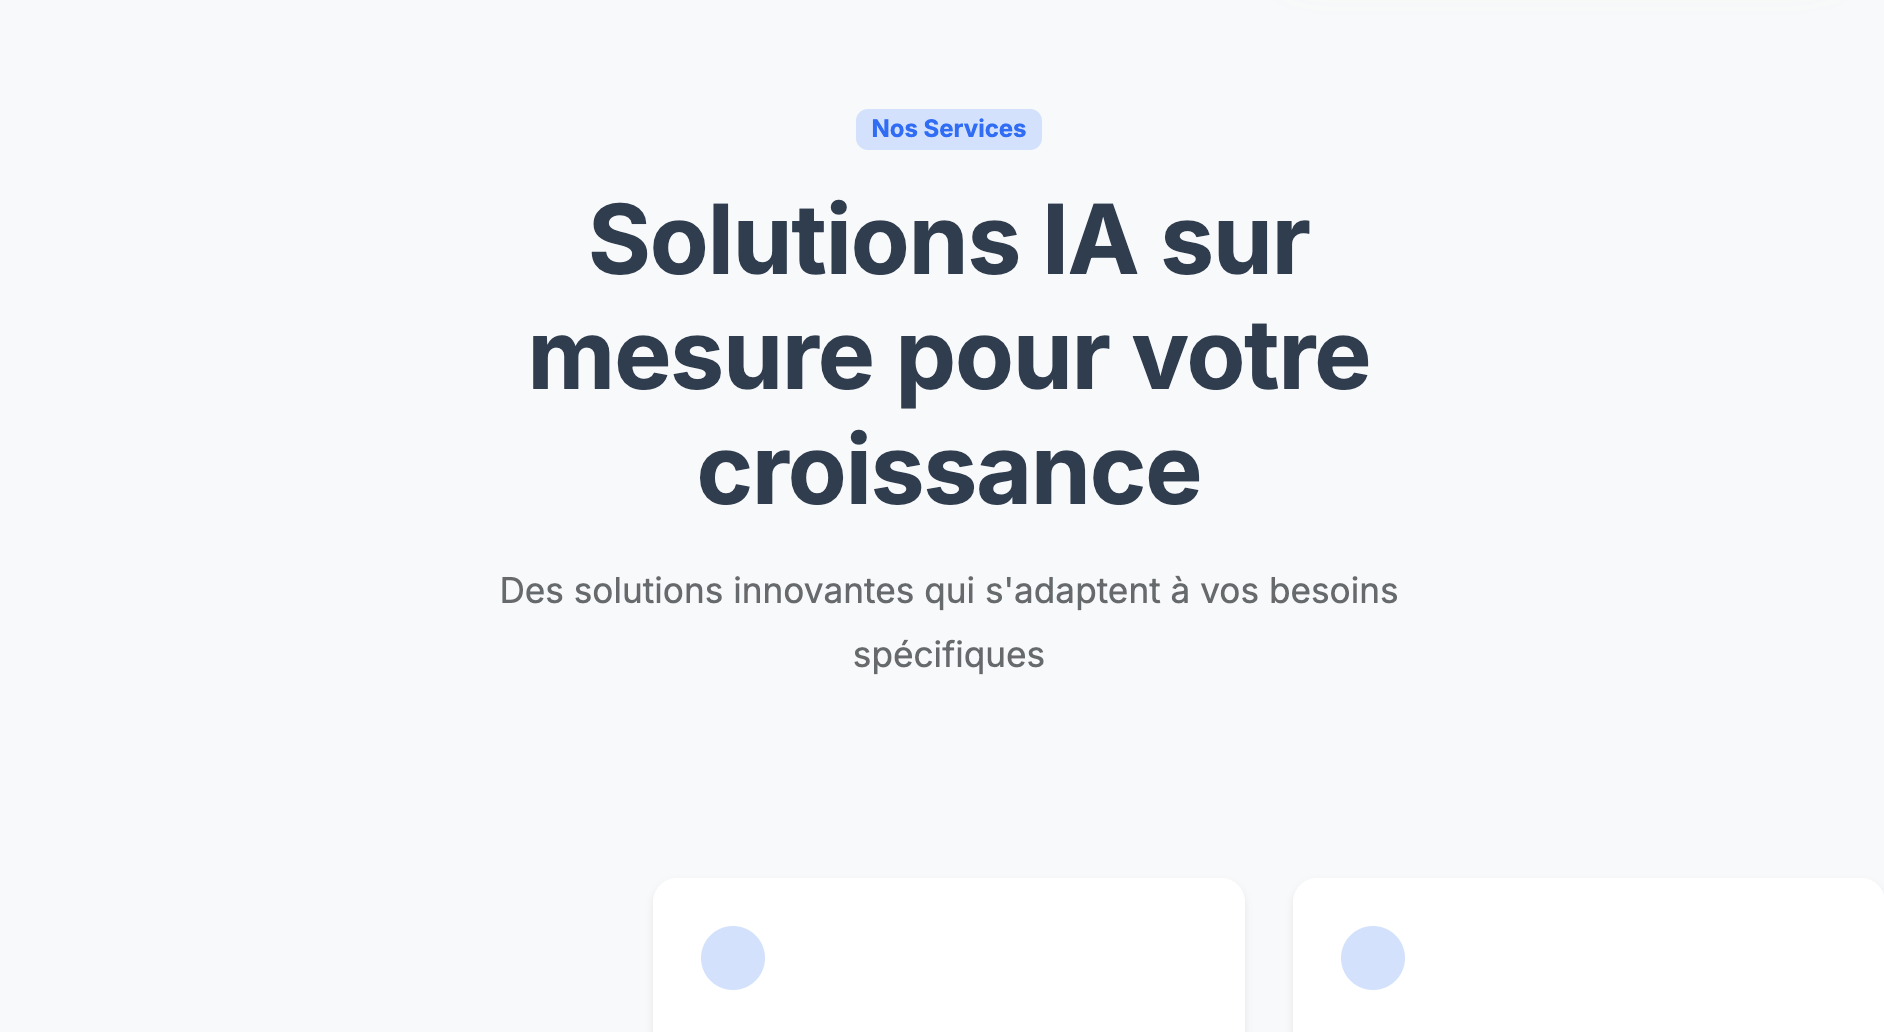 Nos Services
Solutions IA sur
mesure pour votre
croissance
Des solutions innovantes qui s'adaptent à vos besoins
spécifiques